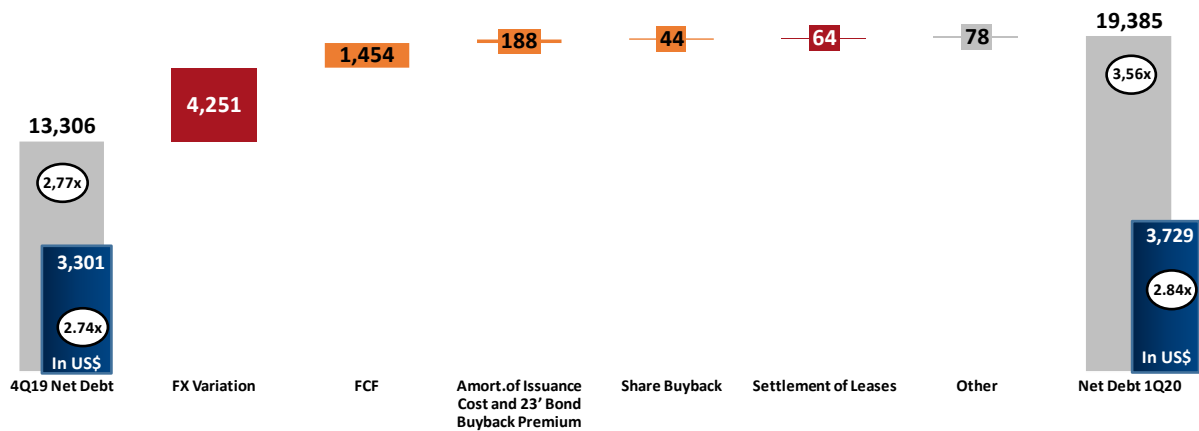 13,306
2,77x
3,301
2.74x
In US$
4,251
1,454
188
44
64
78
19,385
3,56x
3,729
2.84x
In US$
4Q19 Net Debt
FX Variation
FCF
Amort.of Issuance
Cost and 23′ Bond
Buyback Premium
Share Buyback
Settlement of Leases
Other
Net Debt 1Q20